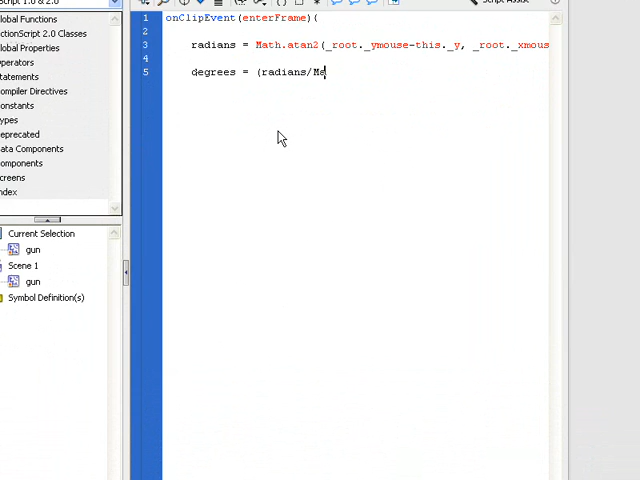 Script 1.0 & 2.0
Script Assist
lobal Functions
ctionScript 2.0 Classes
lobal Properties
perators
tatements
ompiler Directives
onstants
ypes
eprecated
ata Components
omponents
creens
ndex
Current Selection
gun
Scene 1
gun
Symbol Definition(s)
1 onClipEvent(enterFrame)(
2
3 radians = Math.atan2(_root._ymouse-this._y, _root._xmous
4
5 degrees = (radians/Me